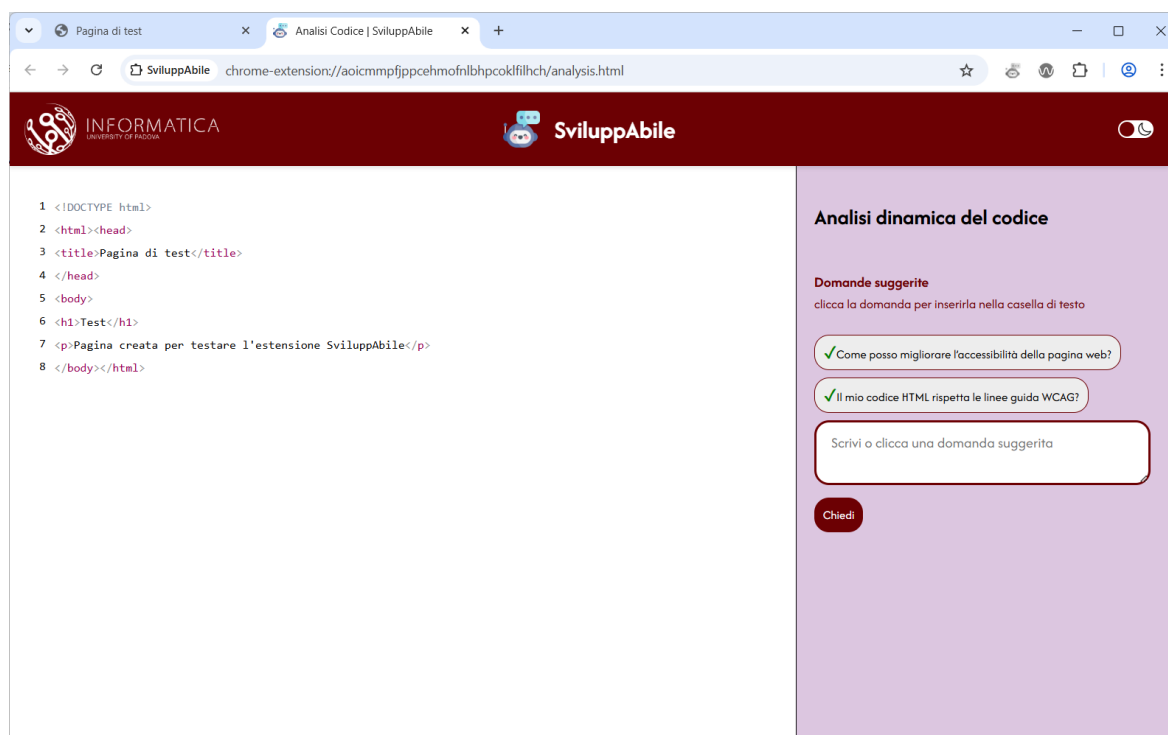 Pagina di test
Analisi Codice | SviluppAbile
SviluppAbile
chrome-extension://aoicmmpfjppcehmofnlbhpcoklfilhch/analysis.html
INFORMATICA
UNIVERSITY OF PADOVA
SviluppAbile
1 <!DOCTYPE html>
2 <html><head>
3 <title>Pagina di test</title>
4 </head>
5 <body>
6 <h1>Test</h1>
7 <p>Pagina creata per testare l'estensione SviluppAbile</p>
8 </body></html>
Analisi dinamica del codice
Domande suggerite
clicca la domanda per inserirla nella casella di testo
✓Come posso migliorare l'accessibilità della pagina web?
✓Il mio codice HTML rispetta le linee guida WCAG?
Scrivi o clicca una domanda suggerita
Chiedi